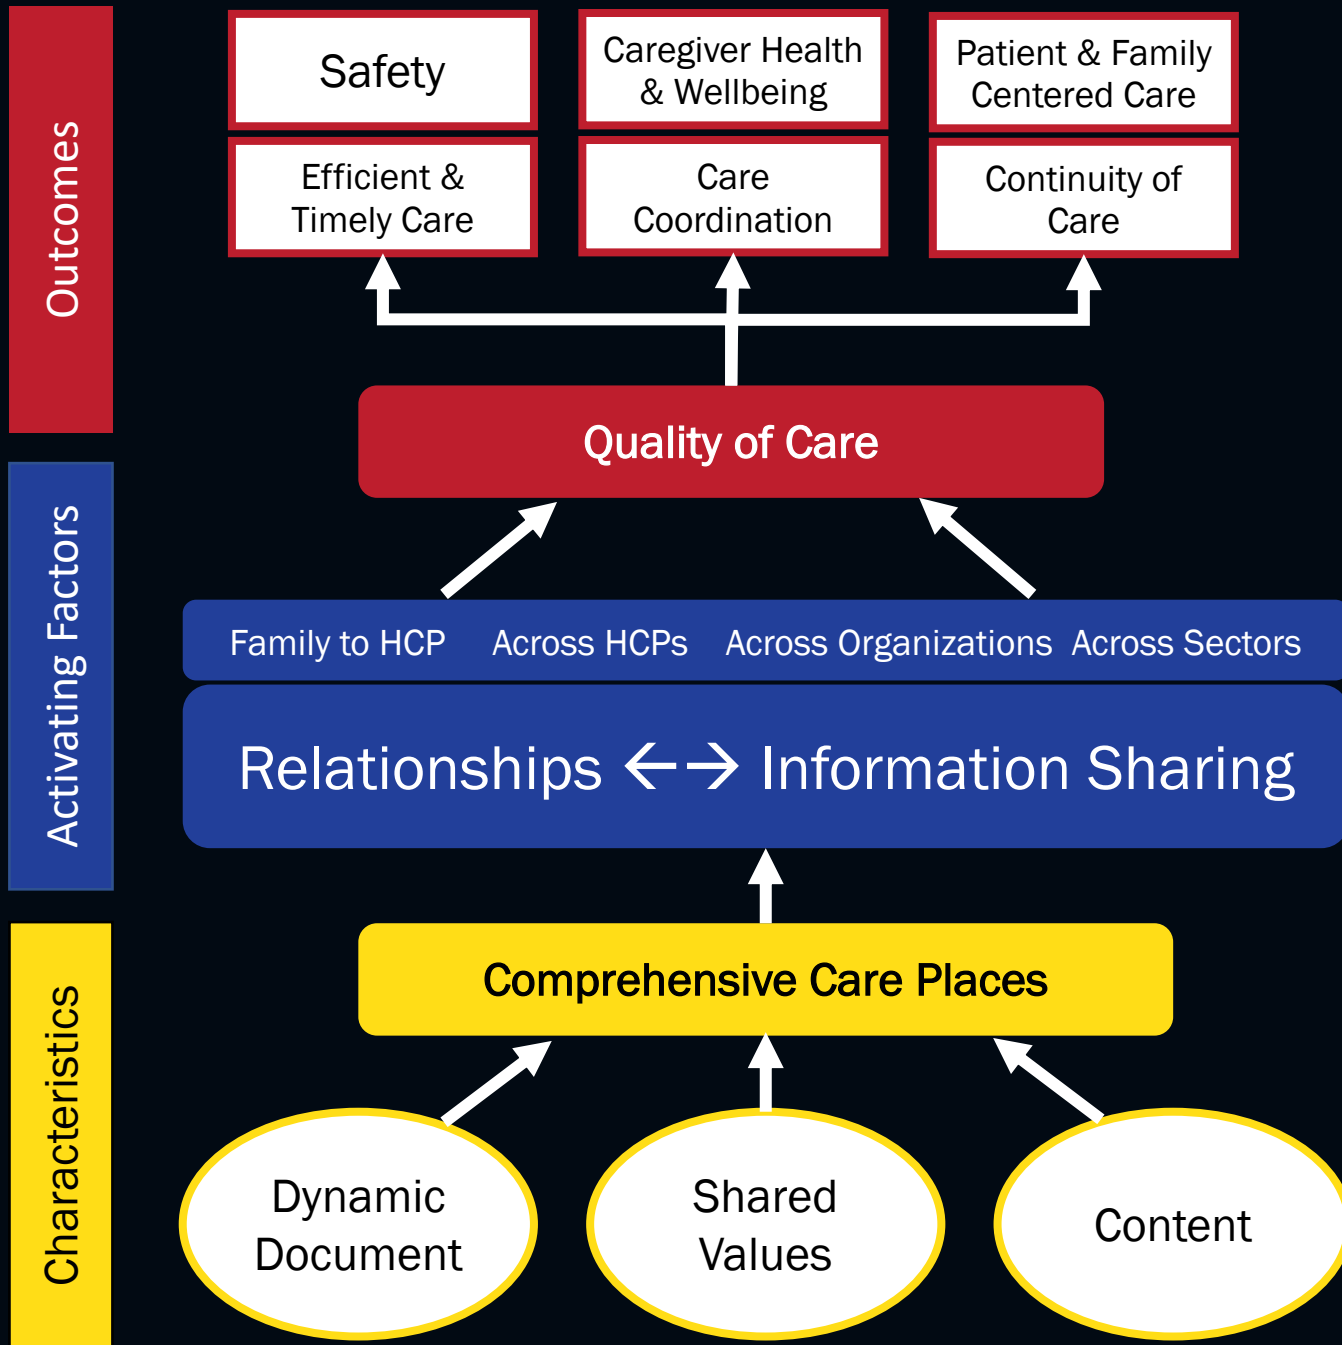 Outcomes
Safety
Caregiver Health
& Wellbeing
Patient & Family
Centered Care
Efficient &
Timely Care
Care
Coordination
Continuity of
Care
Quality of Care
Activating Factors
Family to HCP Across HCPs Across Organizations Across Sectors
Relationships ←→ Information Sharing
Characteristics
Comprehensive Care Places
Dynamic
Document
Shared
Values
Content